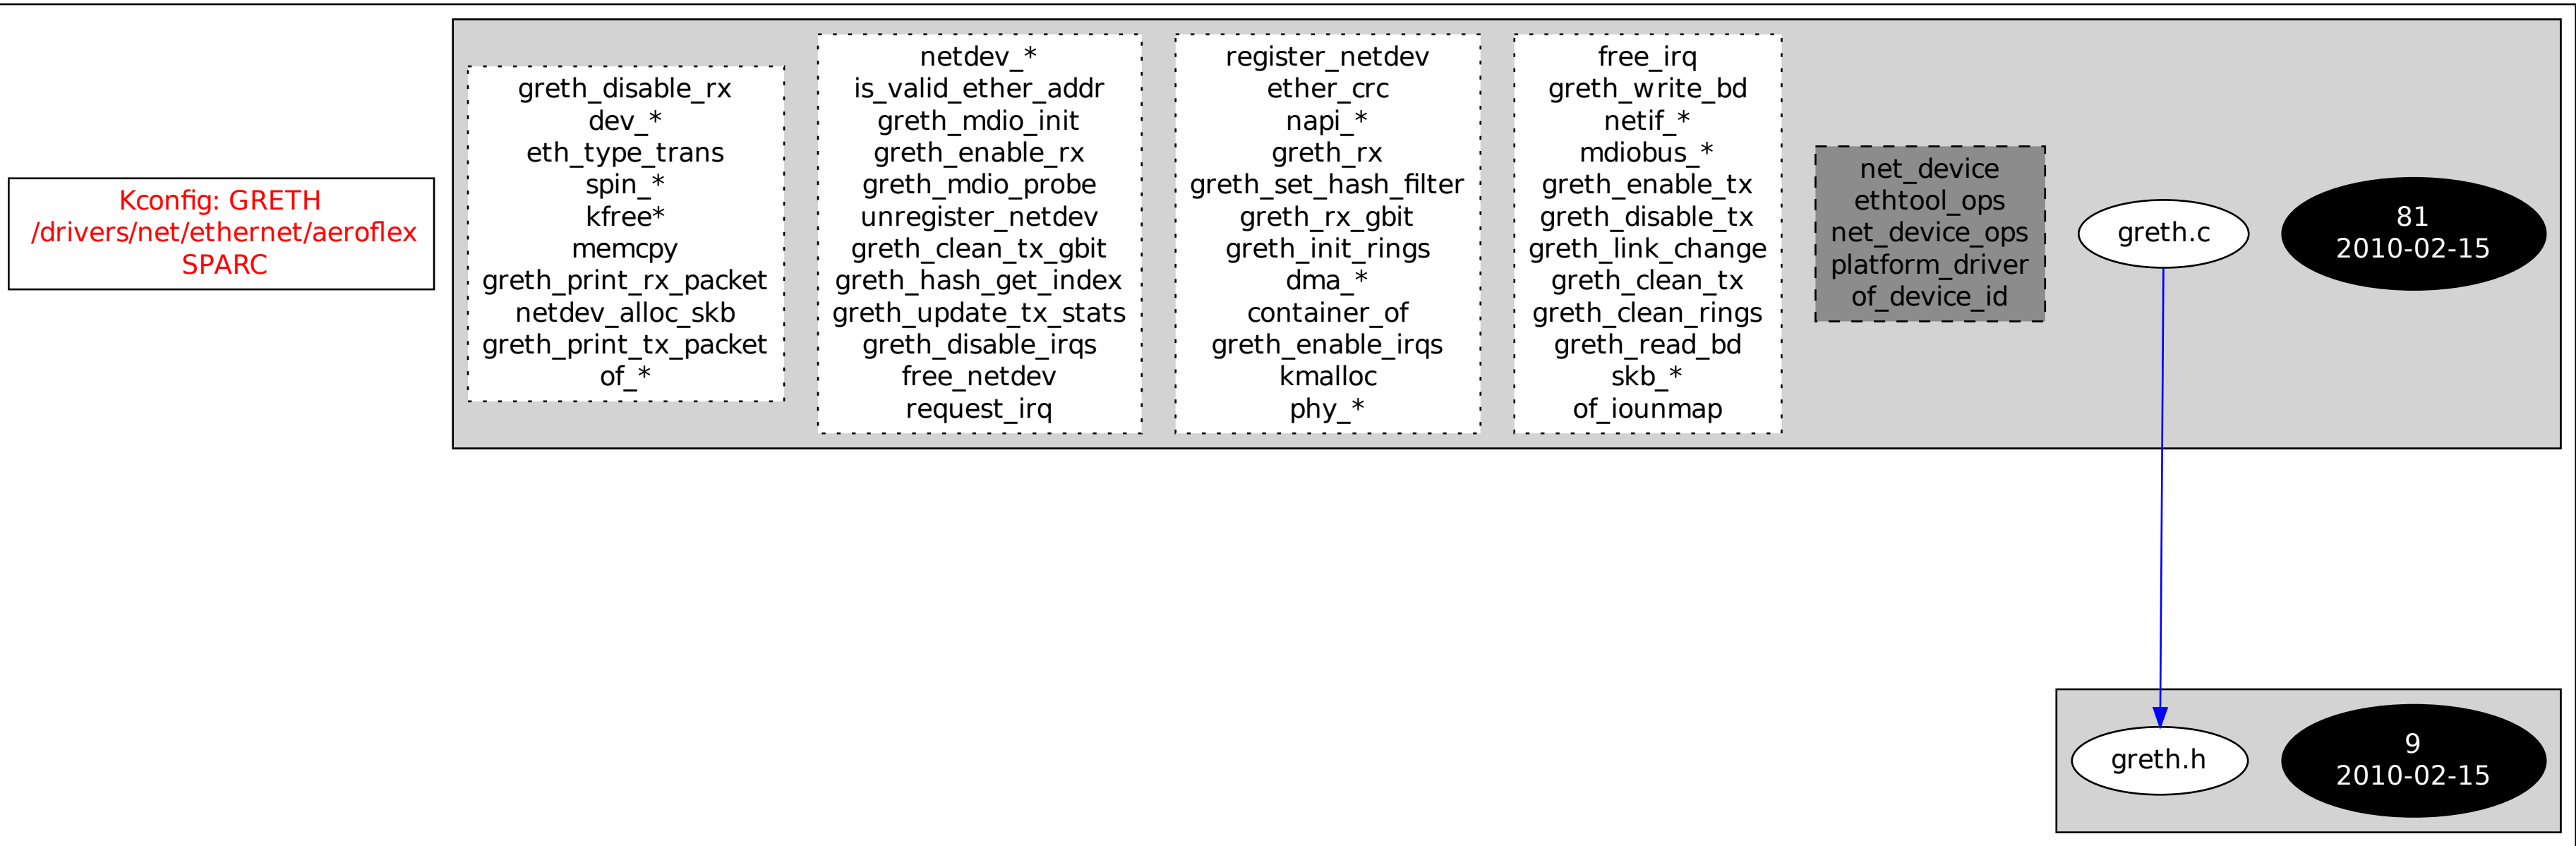 Kconfig: GRETH
/drivers/net/ethernet/aeroflex
SPARC
greth_disable_rx
dev_*
eth_type_trans
spin_*
kfree*
memcpy
greth_print_rx_packet
netdev_alloc_skb
greth_print_tx_packet
of_*
netdev_*
is_valid_ether_addr
greth_mdio_init
greth_enable_rx
greth_mdio_probe
unregister_netdev
greth_clean_tx_gbit
greth_hash_get_index
greth_update_tx_stats
greth_disable_irqs
free_netdev
request_irq
register_netdev
ether_crc
napi_*
greth_rx
greth_set_hash_filter
greth_rx_gbit
greth_init_rings
dma_*
container_of
greth_enable_irqs
kmalloc
phy_*
free_irq
greth_write_bd
netif_*
mdiobus_*
greth_enable_tx
greth_disable_tx
greth_link_change
greth_clean_tx
greth_clean_rings
greth_read_bd
skb_*
of_iounmap
net_device
ethtool_ops
net_device_ops
platform_driver
of_device_id
greth.c
81
2010-02-15
greth.h
9
2010-02-15